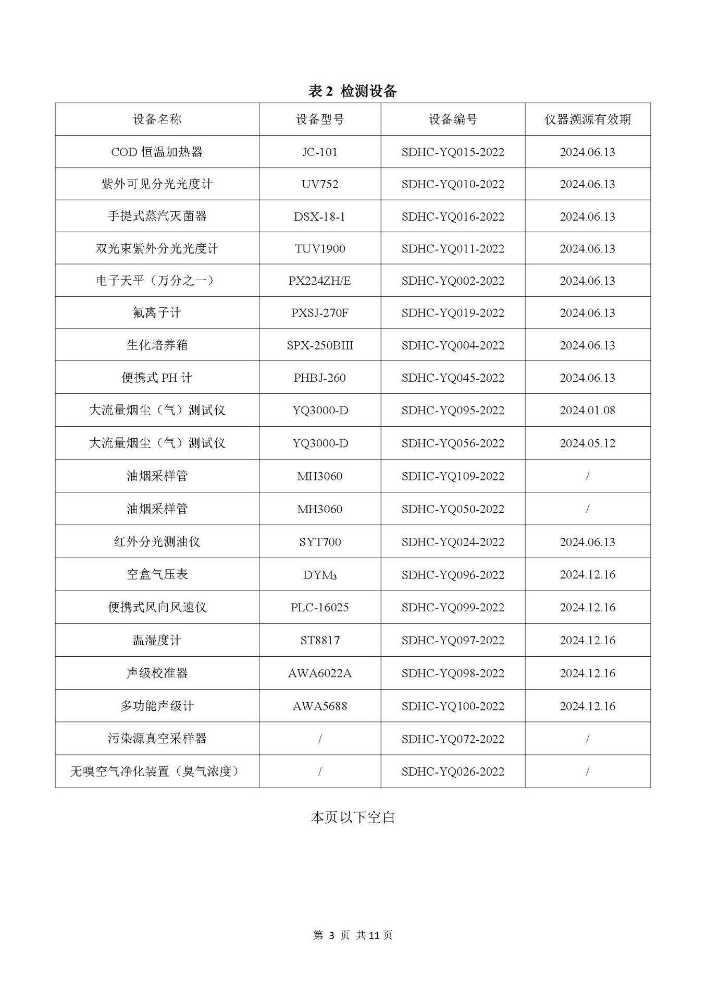 表 2 检测设备
设备名称 设备型号 设备编号 仪器溯源有效期
COD 恒温加热器 JC-101 SDHC-YQ015-2022 2024.06.13
紫外可见分光光度计 UV752 SDHC-YQ010-2022 2024.06.13
手提式蒸汽灭菌器 DSX-18-1 SDHC-YQ016-2022 2024.06.13
双光束紫外分光光度计 TUV1900 SDHC-YQ011-2022 2024.06.13
电子天平（万分之一） PX224ZH/E SDHC-YQ002-2022 2024.06.13
氟离子计 PXSJ-270F SDHC-YQ019-2022 2024.06.13
生化培养箱 SPX-250BIII SDHC-YQ004-2022 2024.06.13
便携式 PH 计 PHBJ-260 SDHC-YQ045-2022 2024.06.13
大流量烟尘（气）测试仪 YQ3000-D SDHC-YQ095-2022 2024.01.08
大流量烟尘（气）测试仪 YQ3000-D SDHC-YQ056-2022 2024.05.12
油烟采样管 MH3060 SDHC-YQ109-2022 /
油烟采样管 MH3060 SDHC-YQ050-2022 /
红外分光测油仪 SYT700 SDHC-YQ024-2022 2024.06.13
空盒气压表 DYM₃ SDHC-YQ096-2022 2024.12.16
便携式风向风速仪 PLC-16025 SDHC-YQ099-2022 2024.12.16
温湿度计 ST8817 SDHC-YQ097-2022 2024.12.16
声级校准器 AWA6022A SDHC-YQ098-2022 2024.12.16
多功能声级计 AWA5688 SDHC-YQ100-2022 2024.12.16
污染源真空采样器 / SDHC-YQ072-2022 /
无嗅空气净化装置（臭气浓度） / SDHC-YQ026-2022 /
本页以下空白
第 3 页 共 11 页